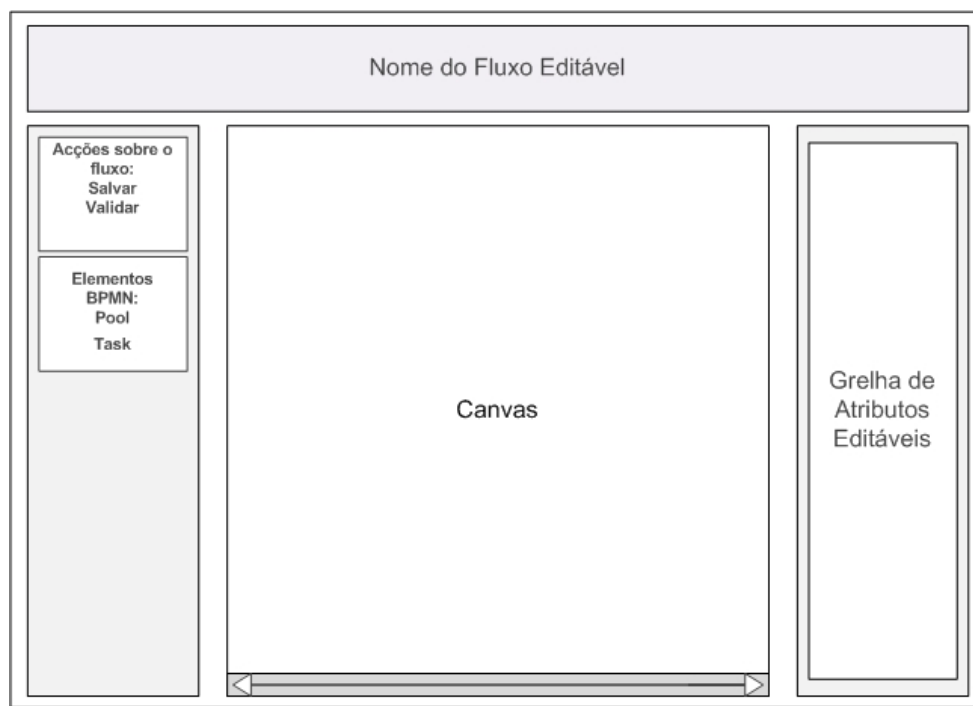 Nome do Fluxo Editável
Acções sobre o
fluxo:
Salvar
Validar
Elementos
BPMN:
Pool
Task
Canvas
Grelha de
Atributos
Editáveis